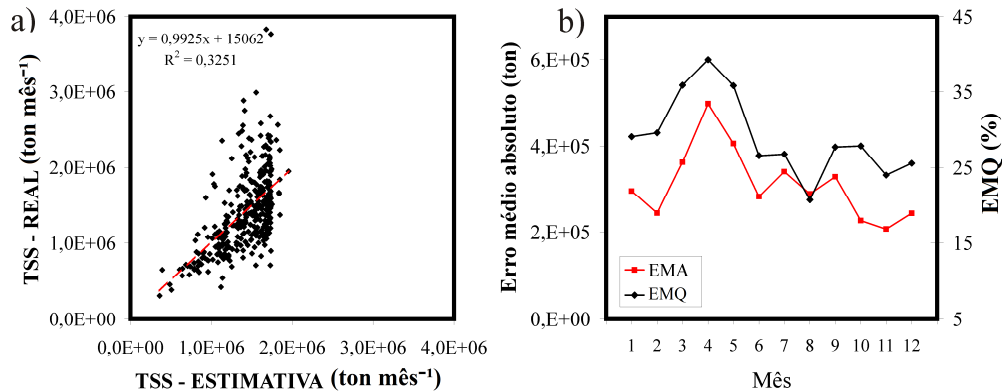 a)
y = 0,9925x + 15062
R² = 0,3251
TSS - REAL (ton mês⁻¹)
4,0E+06
3,0E+06
2,0E+06
1,0E+06
0,0E+00
0,0E+00 1,0E+06 2,0E+06 3,0E+06 4,0E+06
TSS - ESTIMATIVA (ton mês⁻¹)
b)
Erro médio absoluto (ton)
6,E+05
4,E+05
2,E+05
0,E+00
EMA
EMQ
45
35
25
15
5
EMQ (%)
1 2 3 4 5 6 7 8 9 10 11 12
Mês